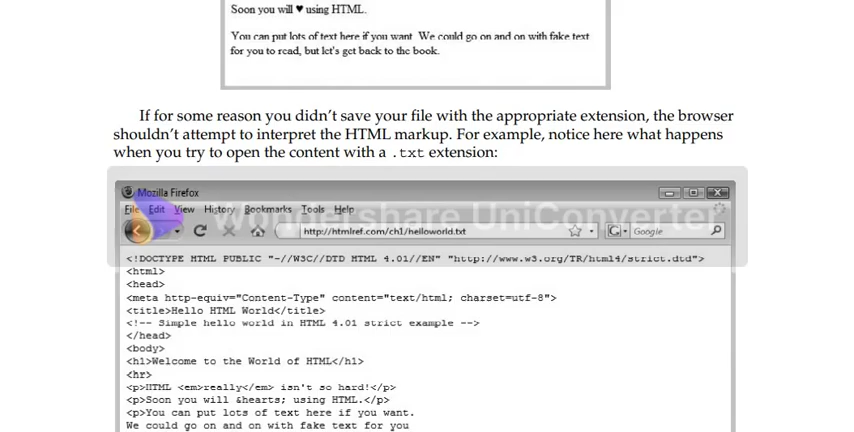 Soon you will ♥ using HTML.
You can put lots of text here if you want. We could go on and on with fake text
for you to read, but let's get back to the book.
If for some reason you didn't save your file with the appropriate extension, the browser
shouldn't attempt to interpret the HTML markup. For example, notice here what happens
when you try to open the content with a .txt extension:
Mozilla Firefox
File Edit View History Bookmarks Tools Help
Wondershare UniConverter
http://htmlref.com/ch1/helloworld.txt
G Google
<!DOCTYPE HTML PUBLIC "-//W3C//DTD HTML 4.01//EN" "http://www.w3.org/TR/html4/strict.dtd">
<html>
<head>
<meta http-equiv="Content-Type" content="text/html; charset=utf-8">
<title>Hello HTML World</title>
<!-- Simple hello world in HTML 4.01 strict example -->
</head>
<body>
<h1>Welcome to the World of HTML</h1>
<hr>
<p>HTML <em>really</em> isn't so hard!</p>
<p>Soon you will &hearts; using HTML.</p>
<p>You can put lots of text here if you want.
We could go on and on with fake text for you